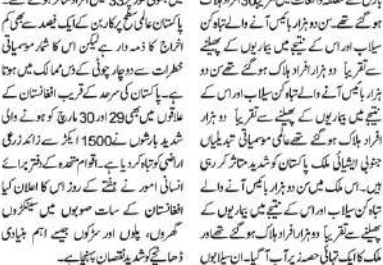 ہوگئے تھے۔سن دو ہزار بائیس آنے والے تباہ کن
سیلاب اور اس کے نتیجے میں بیماریوں کے پھیلنے
سے تقریباً دو ہزار افراد ہلاک ہوگئے تھے۔سن دو
ہزار بائیس آنے والے تباہ کن سیلاب اور اس کے
نتیجے میں بیماریوں کے پھیلنے سے تقریباً دو ہزار
افراد ہلاک ہوگئے تھے عالمی موسمیاتی تبدیلیاں
جنوبی ایشیائی ملک پاکستان کو شدید متاثر کر رہی
ہیں۔اس ملک میں سن دو ہزار بائیس آنے والے
تباہ کن سیلاب اور اس کے نتیجے میں بیماریوں کے
پھیلنے سے تقریباً دو ہزار افراد ہلاک ہوگئے تھے اور
ملک کا ایک تہائی حصہ زیر آب آ گیا۔ان سیلابوں
پاکستان عالمی سطح پر کاربن کے ایک فیصد سے بھی کم
اخراج کا ذمہ دار ہے لیکن اس کا شمار موسمیاتی
خطرات سے دوچار چوٹی کے دس ممالک میں ہوتا
ہے۔ پاکستان کی سرحد کے قریب افغانستان کے
علاقوں میں بھی 29 اور 30 مارچ کو ہونے والی
شدید بارشوں نے 1500 ایکڑ سے زائد زرعی
اراضی کو تباہ کر دیا ہے۔اقوام متحدہ کے دفتر برائے
انسانی امور نے ہفتے کے روز اس کا اعلان کیا
افغانستان کے سات صوبوں میں سینکڑوں
گھروں، پلوں اور سڑکوں جیسے اہم بنیادی
ڈھانچے کو شدید نقصان پہنچا ہے۔